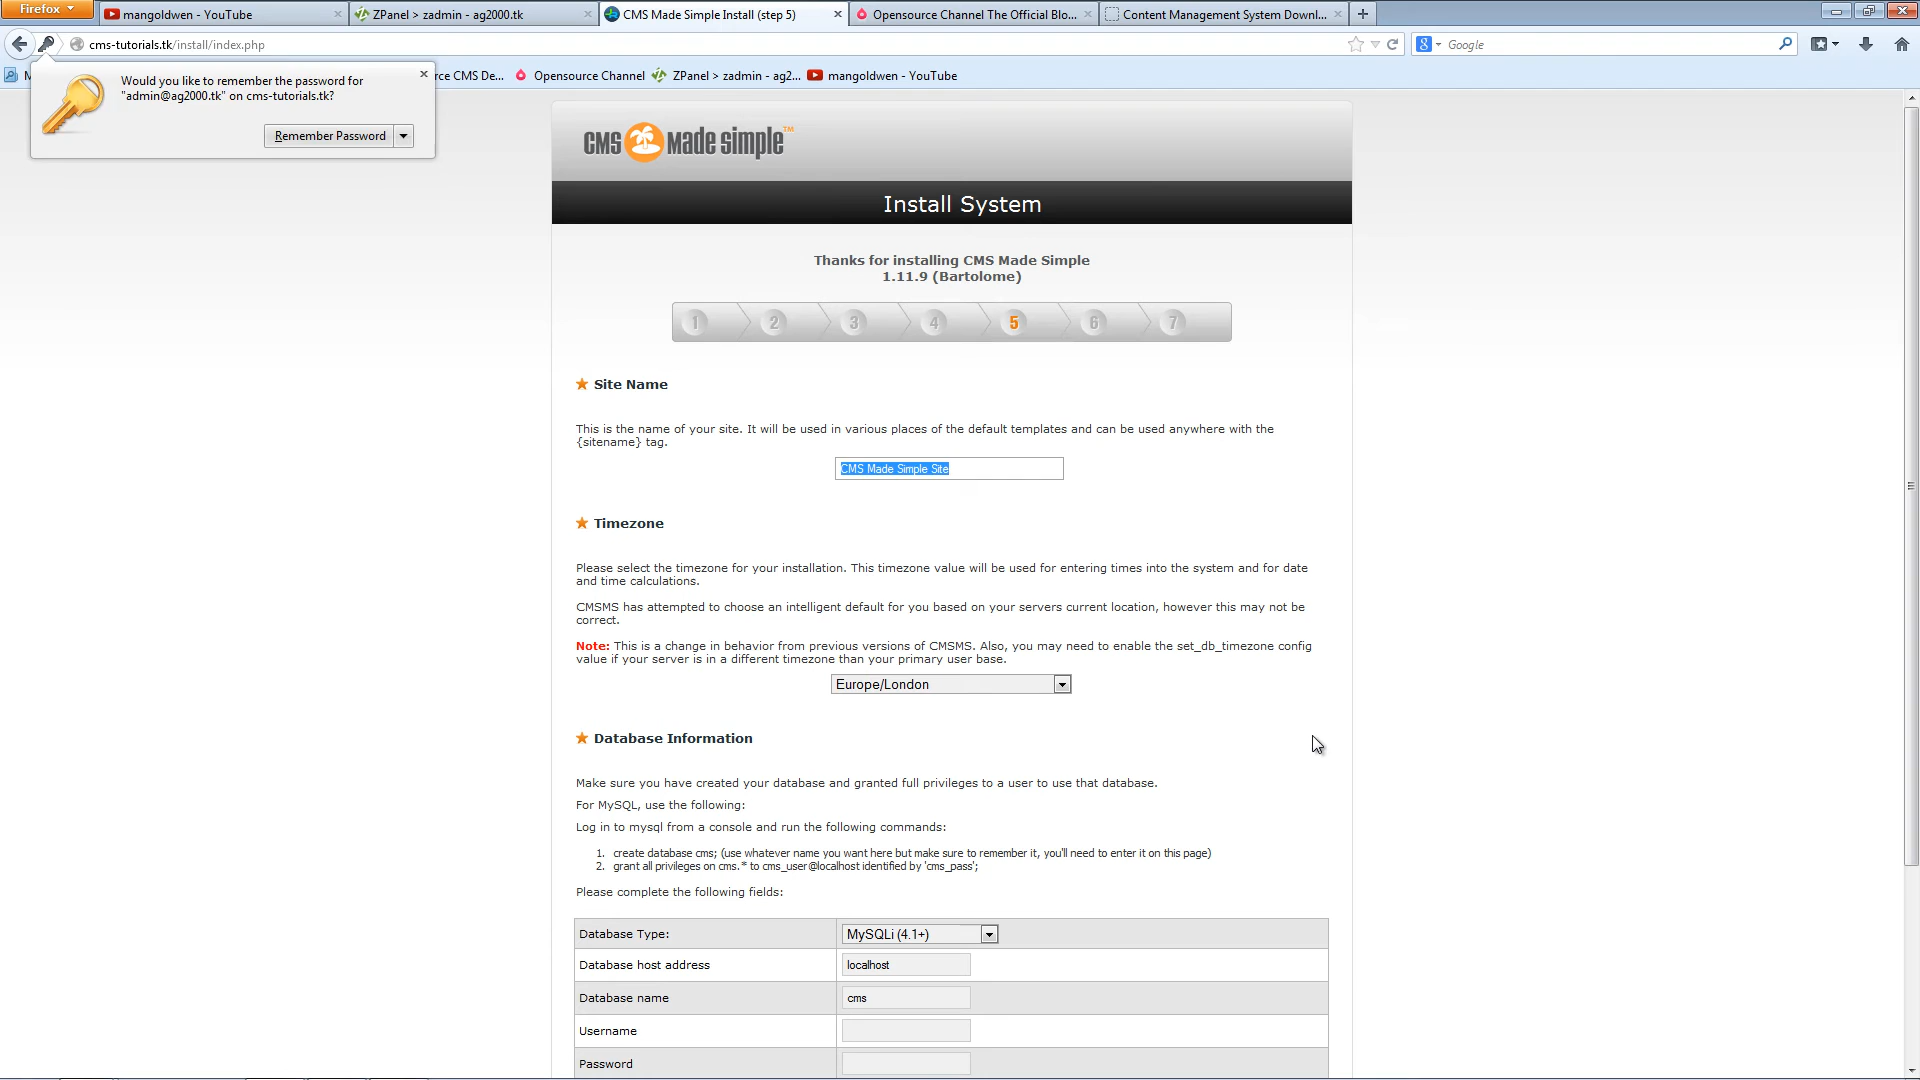 Firefox
mangoldwen - YouTube
ZPanel > zadmin - ag2000.tk
CMS Made Simple Install (step 5)
Opensource Channel The Official Blo...
Content Management System Downl...
cms-tutorials.tk/install/index.php
Google
M
rce CMS De...
Opensource Channel
ZPanel > zadmin - ag2...
mangoldwen - YouTube
Would you like to remember the password for
"admin@ag2000.tk" on cms-tutorials.tk?
Remember Password
CMS made simple™
Install System
Thanks for installing CMS Made Simple
1.11.9 (Bartolome)
1 2 3 4 5 6 7
Site Name
This is the name of your site. It will be used in various places of the default templates and can be used anywhere with the
{sitename} tag.
CMS Made Simple Site
Timezone
Please select the timezone for your installation. This timezone value will be used for entering times into the system and for date
and time calculations.
CMSMS has attempted to choose an intelligent default for you based on your servers current location, however this may not be
correct.
Note: This is a change in behavior from previous versions of CMSMS. Also, you may need to enable the set_db_timezone config
value if your server is in a different timezone than your primary user base.
Europe/London
Database Information
Make sure you have created your database and granted full privileges to a user to use that database.
For MySQL, use the following:
Log in to mysql from a console and run the following commands:
1. create database cms; (use whatever name you want here but make sure to remember it, you'll need to enter it on this page)
2. grant all privileges on cms.* to cms_user@localhost identified by 'cms_pass';
Please complete the following fields:
Database Type: MySQLi (4.1+)
Database host address localhost
Database name cms
Username
Password